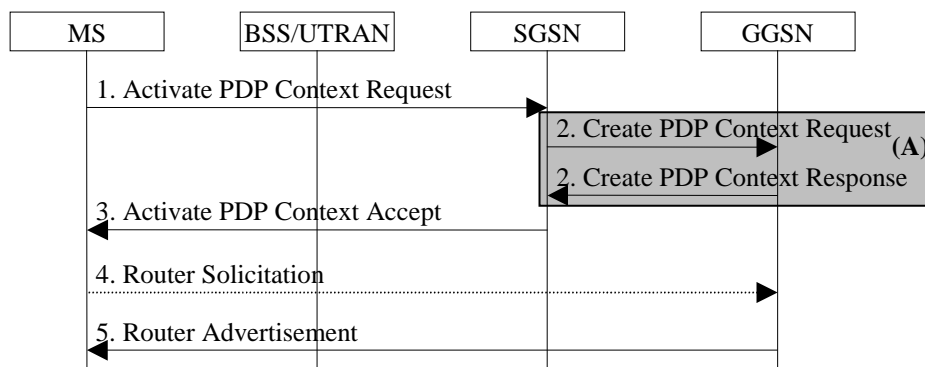 MS
BSS/UTRAN
SGSN
GGSN
1. Activate PDP Context Request
2. Create PDP Context Request
(A)
2. Create PDP Context Response
3. Activate PDP Context Accept
4. Router Solicitation
5. Router Advertisement